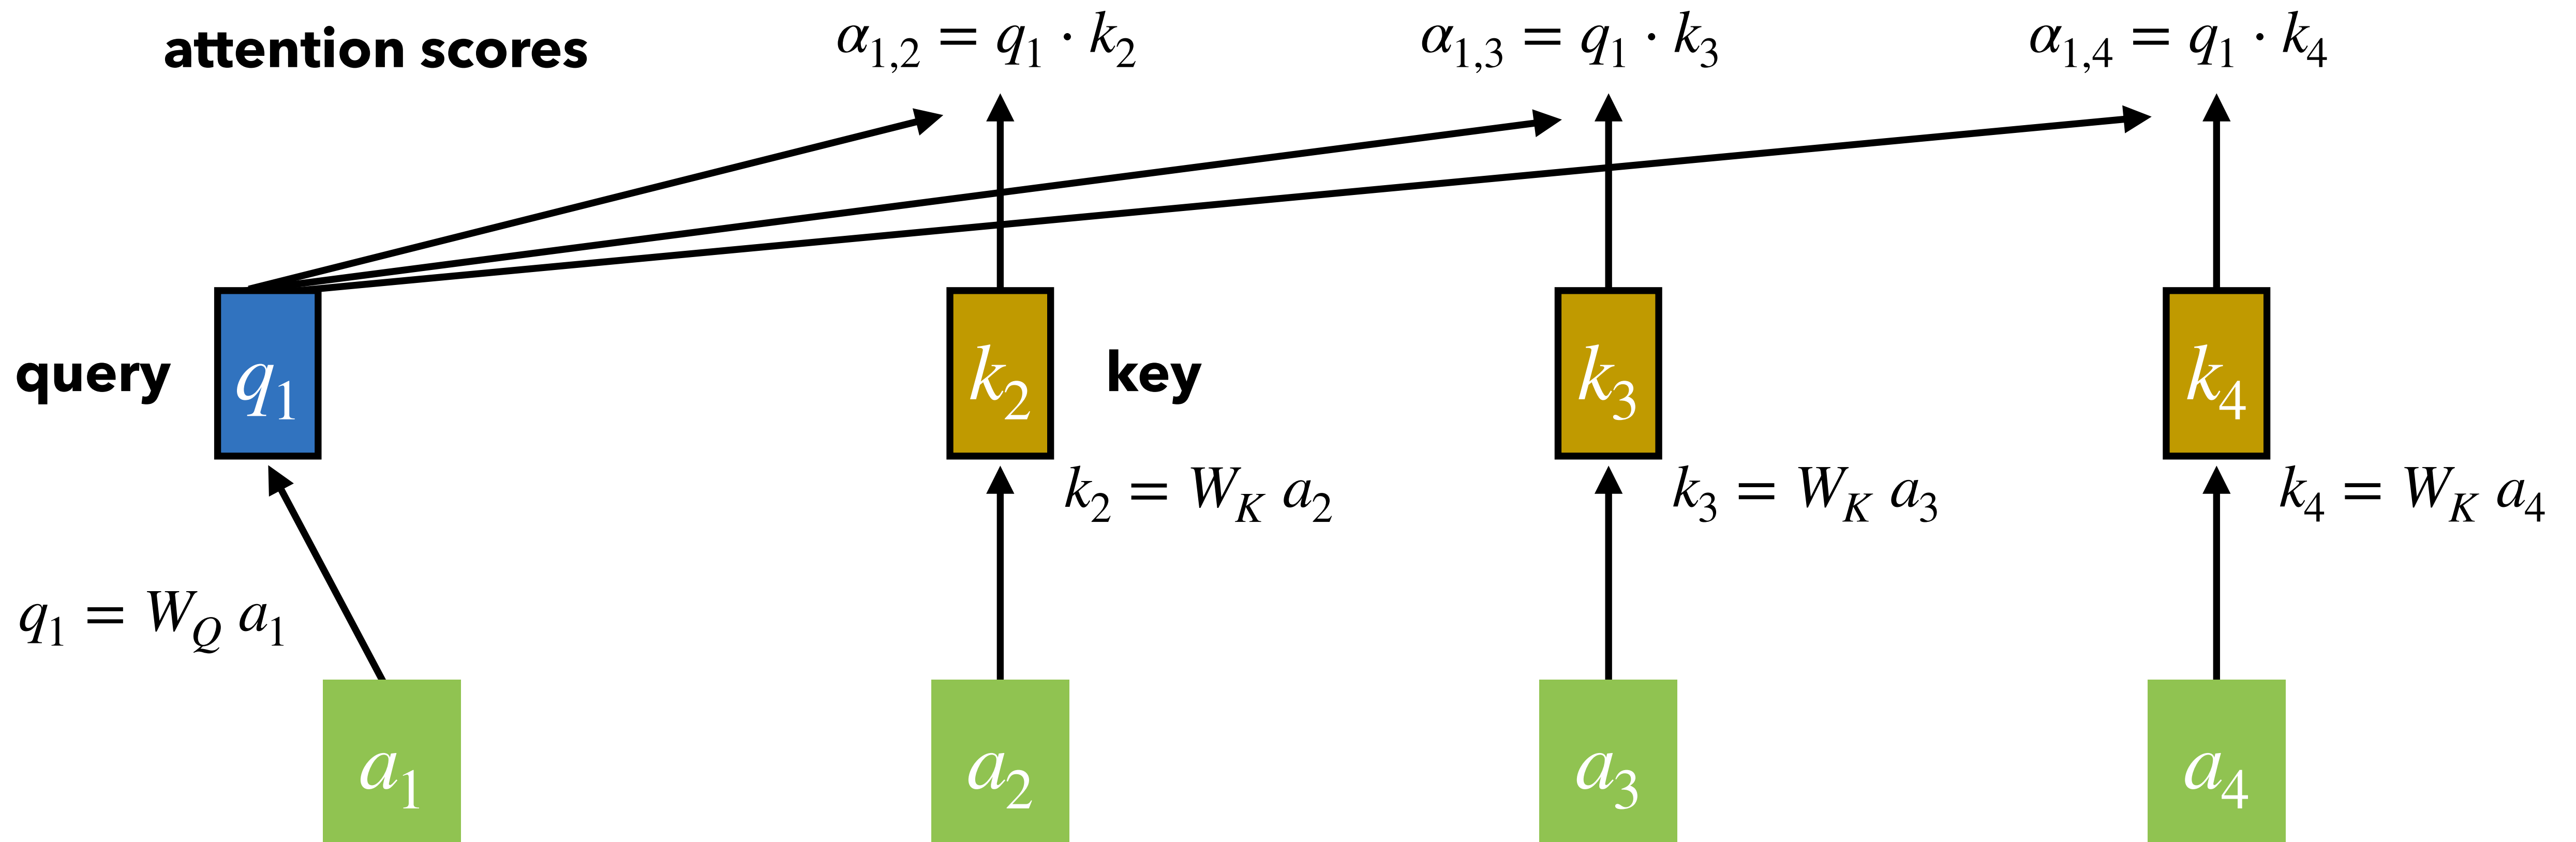 attention scores
α1,2 = q1 · k2
α1,3 = q1 · k3
α1,4 = q1 · k4
query
q1
k2
key
k3
k4
k2 = WK a2
k3 = WK a3
k4 = WK a4
q1 = WQ a1
a1
a2
a3
a4